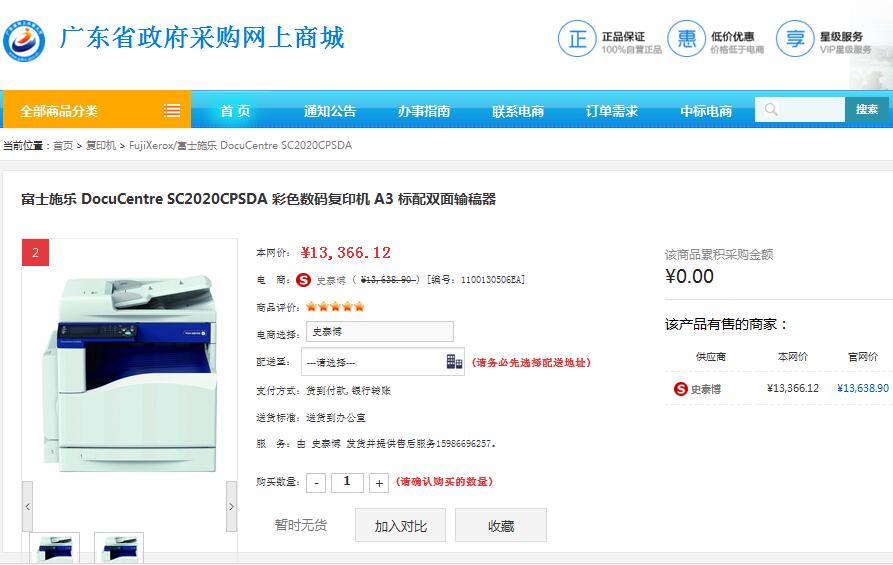 广东省政府采购网上商城
正 正品保证
100%自营正品
惠 低价优惠
价格低于电商
享 星级服务
VIP星级服务
全部商品分类 首页 通知公告 办事指南 联系电商 订单需求 中标电商 搜索
当前位置：首页 > 复印机 > FujiXerox/富士施乐 DocuCentre SC2020CPSDA
富士施乐 DocuCentre SC2020CPSDA 彩色数码复印机 A3 标配双面输稿器
2
本网价： ¥13,366.12
电 商： S 史泰博 ( ¥13,638.90 ) [编号: 1100130506EA]
商品评价：
电商选择： 史泰博
配送至： ---请选择--- (请务必先选择配送地址)
支付方式：货到付款,银行转账
送货标准：送货到办公室
服 务：由 史泰博 发货并提供售后服务15986696257。
购买数量： - 1 + (请确认购买的数量)
暂时无货 加入对比 收藏
该商品累积采购金额
¥0.00
该产品有售的商家：
供应商 本网价 官网价
S 史泰博 ¥13,366.12 ¥13,638.90